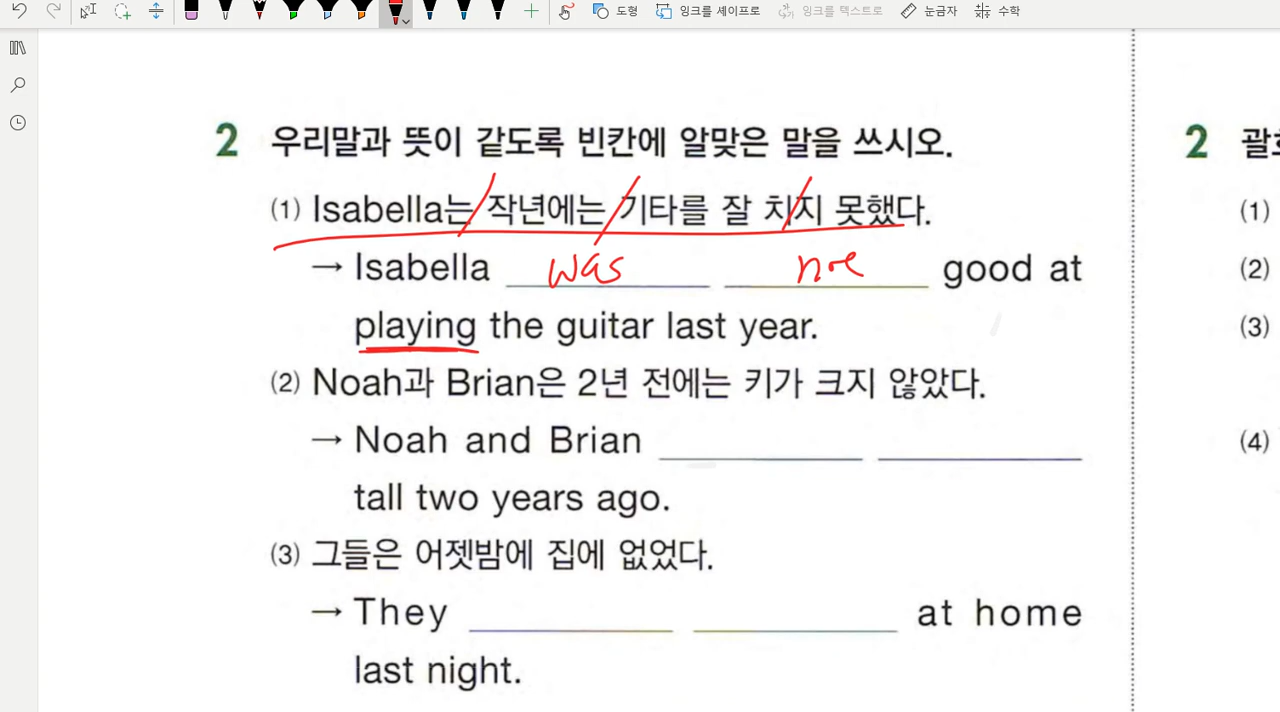 도형 잉크를 셰이프로 잉크를 텍스트로 눈금자 수학
2 우리말과 뜻이 같도록 빈칸에 알맞은 말을 쓰시오.
(1) Isabella는 작년에는 기타를 잘 치지 못했다.
→ Isabella was not good at
playing the guitar last year.
(2) Noah과 Brian은 2년 전에는 키가 크지 않았다.
→ Noah and Brian
tall two years ago.
(3) 그들은 어젯밤에 집에 없었다.
→ They at home
last night.
2
(1)
(2)
(3)
(4)